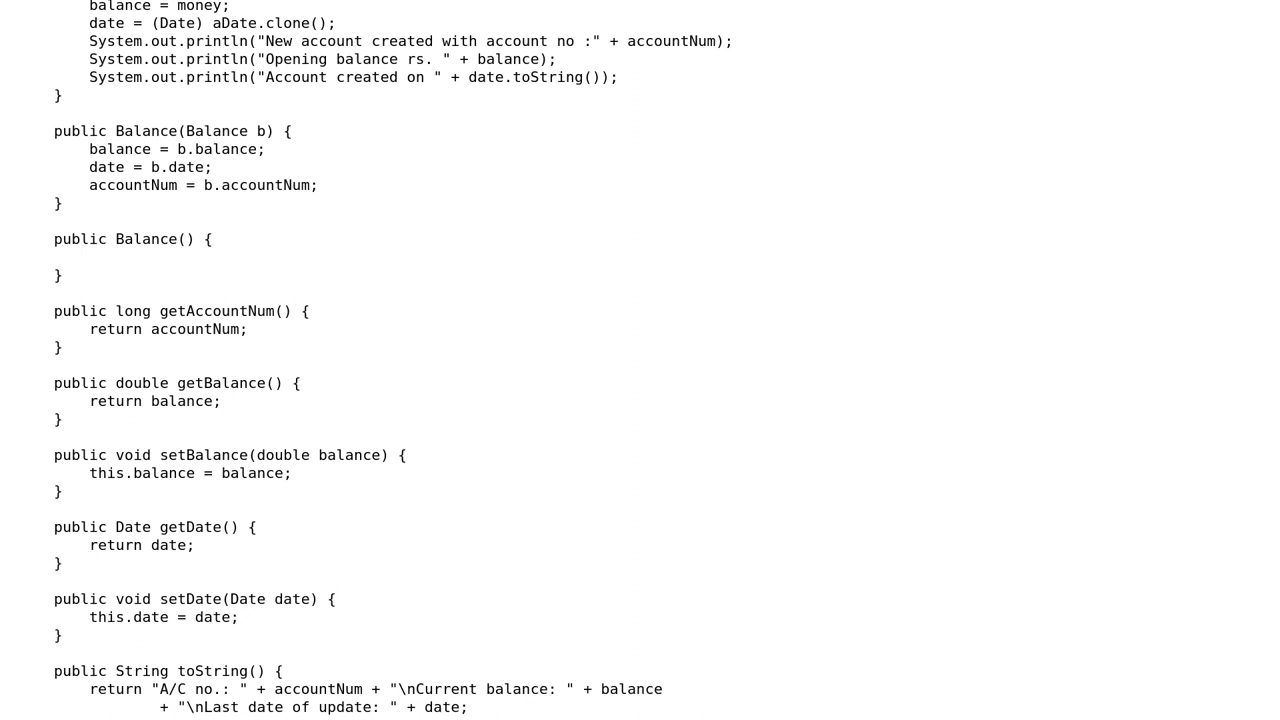 balance = money;
date = (Date) aDate.clone();
System.out.println("New account created with account no :" + accountNum);
System.out.println("Opening balance rs. " + balance);
System.out.println("Account created on " + date.toString());
}
public Balance(Balance b) {
balance = b.balance;
date = b.date;
accountNum = b.accountNum;
}
public Balance() {
}
public long getAccountNum() {
return accountNum;
}
public double getBalance() {
return balance;
}
public void setBalance(double balance) {
this.balance = balance;
}
public Date getDate() {
return date;
}
public void setDate(Date date) {
this.date = date;
}
public String toString() {
return "A/C no.: " + accountNum + "\nCurrent balance: " + balance
+ "\nLast date of update: " + date;